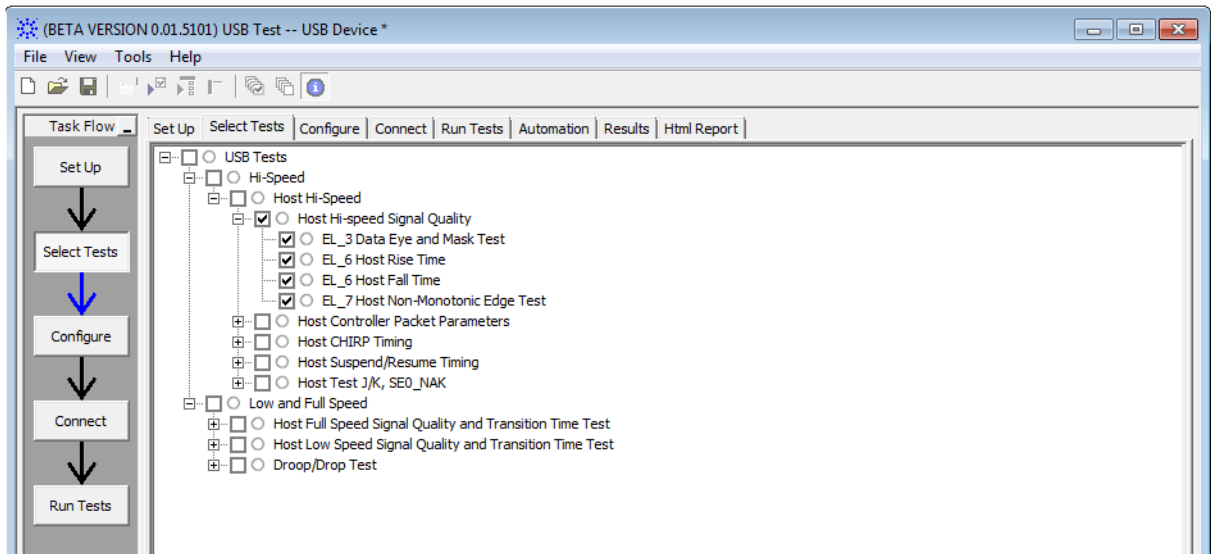 (BETA VERSION 0.01.5101) USB Test -- USB Device *
File View Tools Help
Task Flow
Set Up Select Tests Configure Connect Run Tests Automation Results Html Report
Set Up
Select Tests
Configure
Connect
Run Tests
USB Tests
Hi-Speed
Host Hi-Speed
Host Hi-speed Signal Quality
EL_3 Data Eye and Mask Test
EL_6 Host Rise Time
EL_6 Host Fall Time
EL_7 Host Non-Monotonic Edge Test
Host Controller Packet Parameters
Host CHIRP Timing
Host Suspend/Resume Timing
Host Test J/K, SE0_NAK
Low and Full Speed
Host Full Speed Signal Quality and Transition Time Test
Host Low Speed Signal Quality and Transition Time Test
Droop/Drop Test